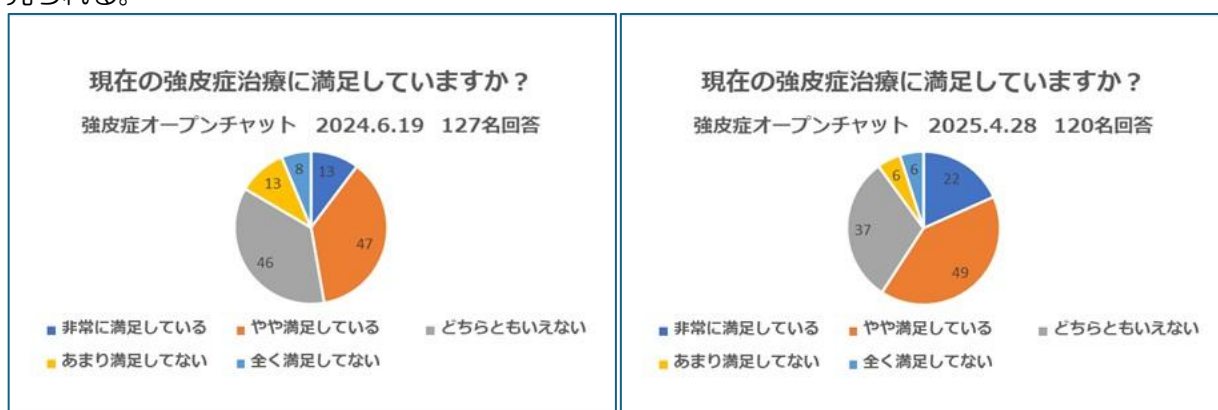 見られる。
現在の強皮症治療に満足していますか？
強皮症オープンチャット 2024.6.19 127名回答
8 13
13
47
46
非常に満足している やや満足している どちらともいえない
あまり満足してない 全く満足してない
現在の強皮症治療に満足していますか？
強皮症オープンチャット 2025.4.28 120名回答
6 6 22
37
49
非常に満足している やや満足している どちらともいえない
あまり満足してない 全く満足してない